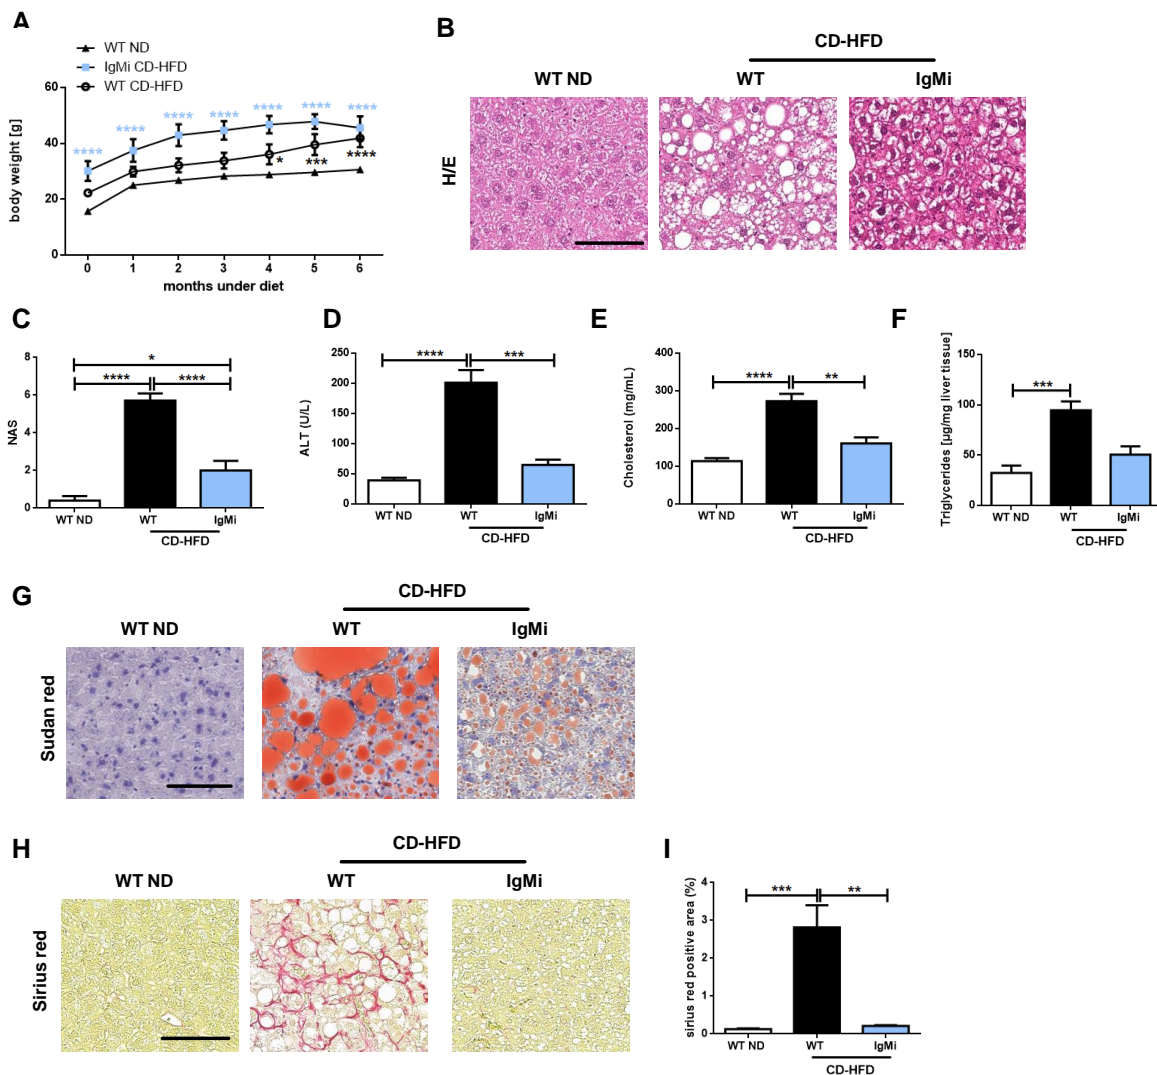 A
WT ND
IgMi CD-HFD
WT CD-HFD
body weight [g]
60
40
20
0
****
****
****
****
****
****
****
*
***
****
0 1 2 3 4 5 6
months under diet
B
CD-HFD
WT ND WT IgMi
H/E
C
NAS
8
6
4
2
0
*
**** ****
WT ND WT IgMi
CD-HFD
D
ALT (U/L)
250
200
150
100
50
0
**** ***
WT ND WT IgMi
CD-HFD
E
Cholesterol (mg/mL)
400
300
200
100
0
**** **
WT ND WT IgMi
CD-HFD
F
Triglycerides [µg/mg liver tissue]
150
100
50
0
***
WT ND WT IgMi
CD-HFD
G
CD-HFD
WT ND WT IgMi
Sudan red
H
CD-HFD
WT ND WT IgMi
Sirius red
I
sirius red positive area (%)
4
3
2
1
0
*** **
WT ND WT IgMi
CD-HFD